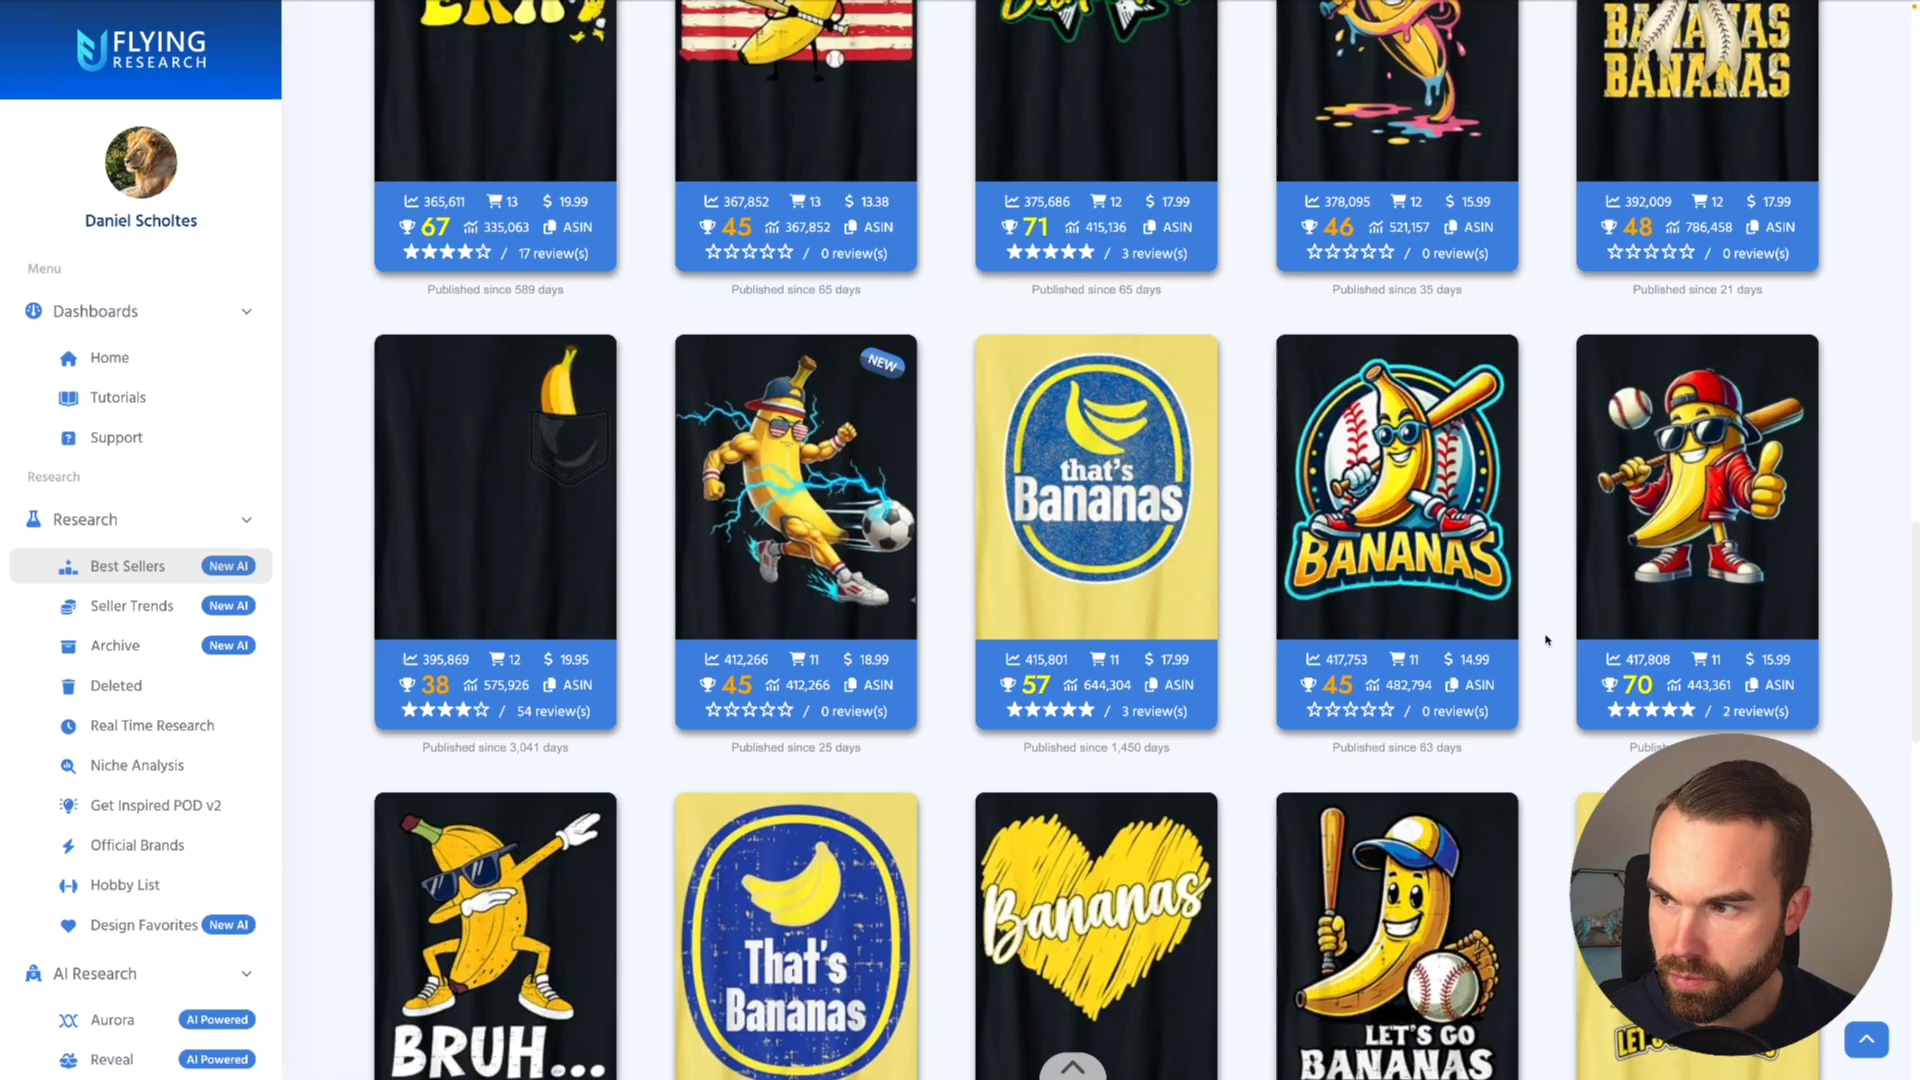 FLYING
RESEARCH
Daniel Scholtes
Menu
Dashboards
Home
Tutorials
Support
Research
Research
Best Sellers New AI
Seller Trends New AI
Archive New AI
Deleted
Real Time Research
Niche Analysis
Get Inspired POD v2
Official Brands
Hobby List
Design Favorites New AI
AI Research
Aurora AI Powered
Reveal AI Powered
BANANAS
BANANAS
365,611 13 $ 19.99
67 335,063 ASIN
/ 17 review(s)
Published since 589 days
367,852 13 $ 13.38
45 367,852 ASIN
/ 0 review(s)
Published since 65 days
375,686 12 $ 17.99
71 415,136 ASIN
/ 3 review(s)
Published since 65 days
378,095 12 $ 15.99
46 521,157 ASIN
/ 0 review(s)
Published since 35 days
392,009 12 $ 17.99
48 786,458 ASIN
/ 0 review(s)
Published since 21 days
395,869 12 $ 19.95
38 575,926 ASIN
/ 54 review(s)
Published since 3,041 days
NEW
412,266 11 $ 18.99
45 412,266 ASIN
/ 0 review(s)
Published since 25 days
that's
Bananas
415,801 11 $ 17.99
57 644,304 ASIN
/ 3 review(s)
Published since 1,450 days
BANANAS
417,753 11 $ 14.99
45 482,794 ASIN
/ 0 review(s)
Published since 63 days
417,808 11 $ 15.99
70 443,361 ASIN
/ 2 review(s)
BRUH...
That's
Bananas
Bananas
LET'S GO
BANANAS